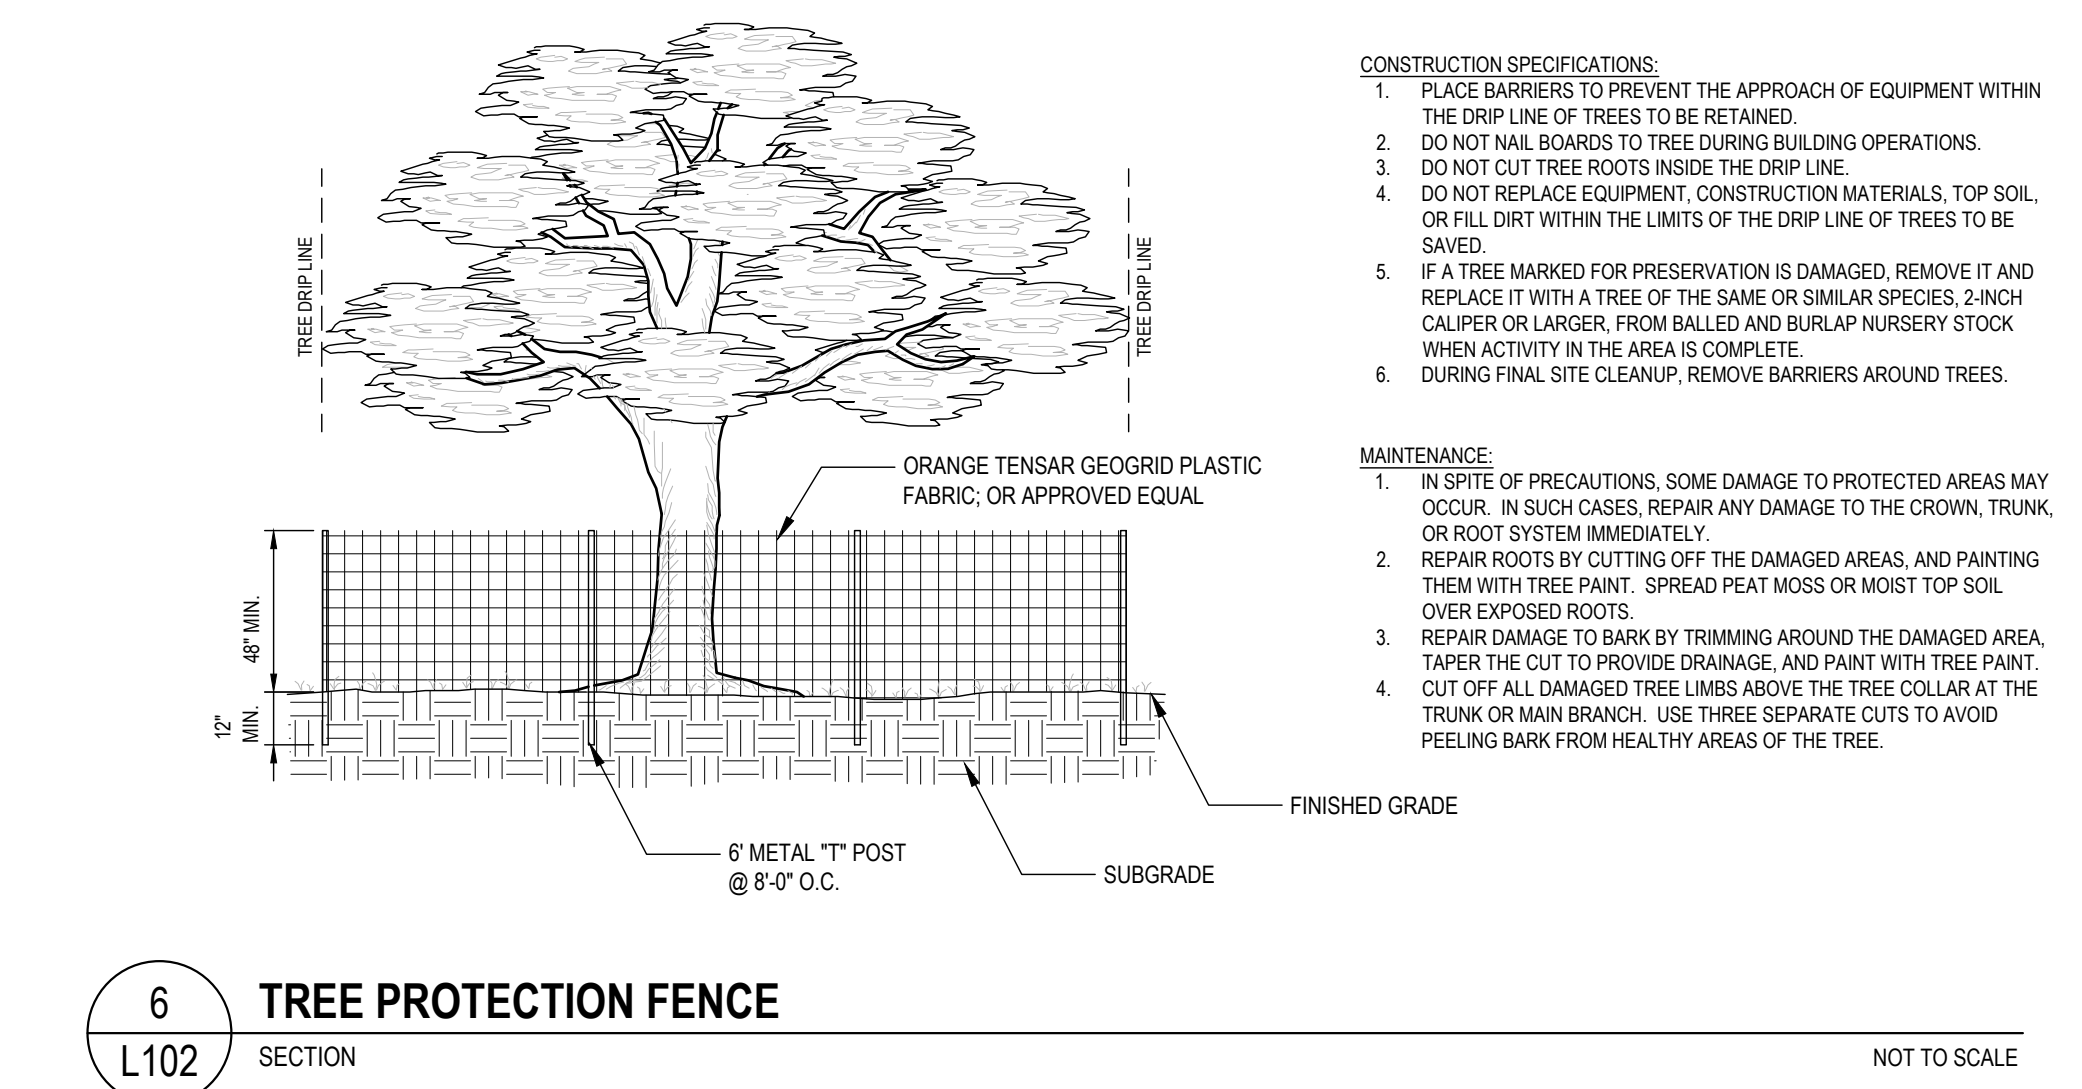 CONSTRUCTION SPECIFICATIONS:
1. PLACE BARRIERS TO PREVENT THE APPROACH OF EQUIPMENT WITHIN
THE DRIP LINE OF TREES TO BE RETAINED.
2. DO NOT NAIL BOARDS TO TREE DURING BUILDING OPERATIONS.
3. DO NOT CUT TREE ROOTS INSIDE THE DRIP LINE.
4. DO NOT REPLACE EQUIPMENT, CONSTRUCTION MATERIALS, TOP SOIL,
OR FILL DIRT WITHIN THE LIMITS OF THE DRIP LINE OF TREES TO BE
SAVED.
5. IF A TREE MARKED FOR PRESERVATION IS DAMAGED, REMOVE IT AND
REPLACE IT WITH A TREE OF THE SAME OR SIMILAR SPECIES, 2-INCH
CALIPER OR LARGER, FROM BALLED AND BURLAP NURSERY STOCK
WHEN ACTIVITY IN THE AREA IS COMPLETE.
6. DURING FINAL SITE CLEANUP, REMOVE BARRIERS AROUND TREES.
MAINTENANCE:
1. IN SPITE OF PRECAUTIONS, SOME DAMAGE TO PROTECTED AREAS MAY
OCCUR. IN SUCH CASES, REPAIR ANY DAMAGE TO THE CROWN, TRUNK,
OR ROOT SYSTEM IMMEDIATELY.
2. REPAIR ROOTS BY CUTTING OFF THE DAMAGED AREAS, AND PAINTING
THEM WITH TREE PAINT. SPREAD PEAT MOSS OR MOIST TOP SOIL
OVER EXPOSED ROOTS.
3. REPAIR DAMAGE TO BARK BY TRIMMING AROUND THE DAMAGED AREA,
TAPER THE CUT TO PROVIDE DRAINAGE, AND PAINT WITH TREE PAINT.
4. CUT OFF ALL DAMAGED TREE LIMBS ABOVE THE TREE COLLAR AT THE
TRUNK OR MAIN BRANCH. USE THREE SEPARATE CUTS TO AVOID
PEELING BARK FROM HEALTHY AREAS OF THE TREE.
TREE DRIP LINE
TREE DRIP LINE
ORANGE TENSAR GEOGRID PLASTIC
FABRIC; OR APPROVED EQUAL
48" MIN.
12"
MIN.
FINISHED GRADE
6' METAL "T" POST
@ 8'-0" O.C.
SUBGRADE
6
L102
TREE PROTECTION FENCE
SECTION
NOT TO SCALE